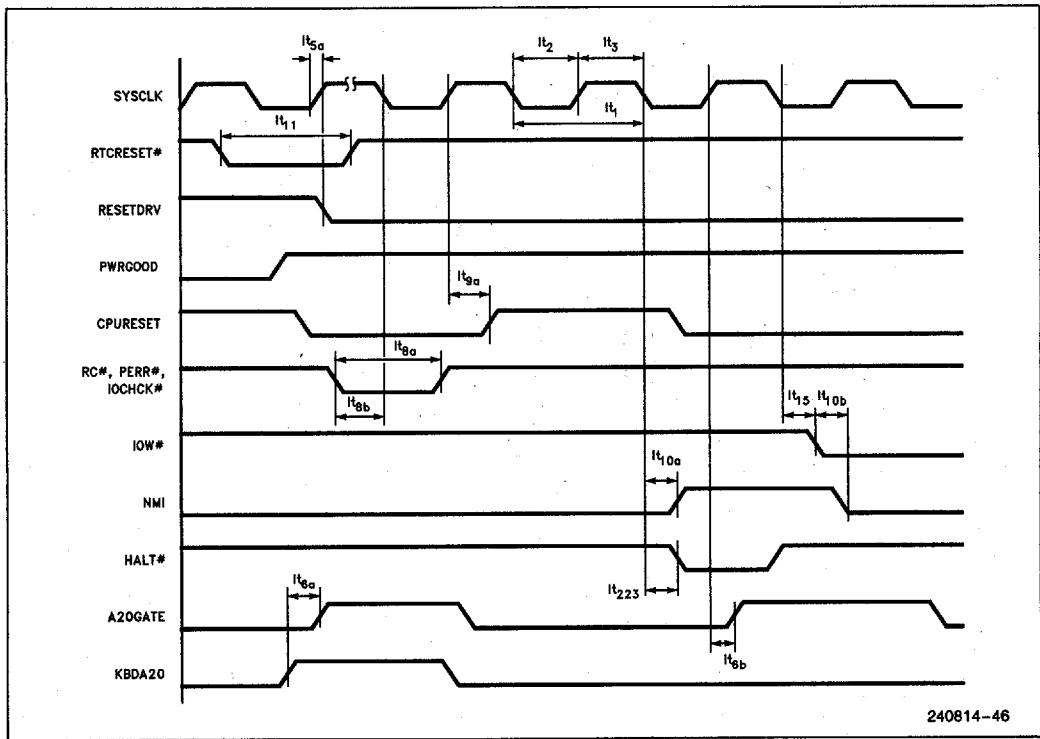 It5a
It2
It3
SYSCLK
It11
It1
RTCRESET#
RESETDRV
PWRGOOD
It9a
CPURESET
It8a
RC#, PERR#,
IOCHCK#
It8b
It15
It10b
IOW#
It10a
NMI
HALT#
It223
It6a
A20GATE
It6b
KBDA20
240814-46